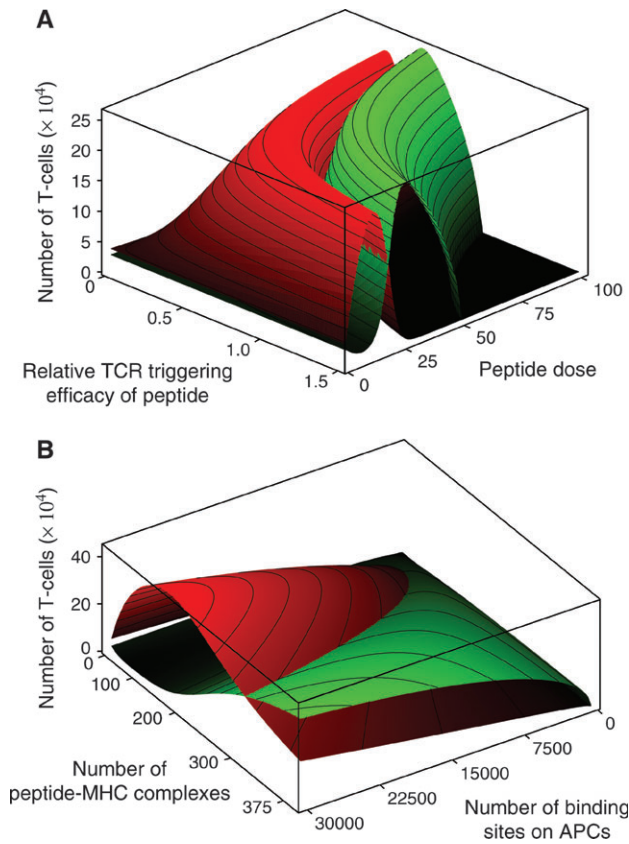 A
Number of T-cells (× 10⁴)
25
20
15
10
5
0
0
0.5
1.0
1.5
Relative TCR triggering
efficacy of peptide
0
25
50
75
100
Peptide dose
B
Number of T-cells (× 10⁴)
40
20
0
0
100
200
300
375
Number of
peptide-MHC complexes
30000
22500
15000
7500
0
Number of binding
sites on APCs